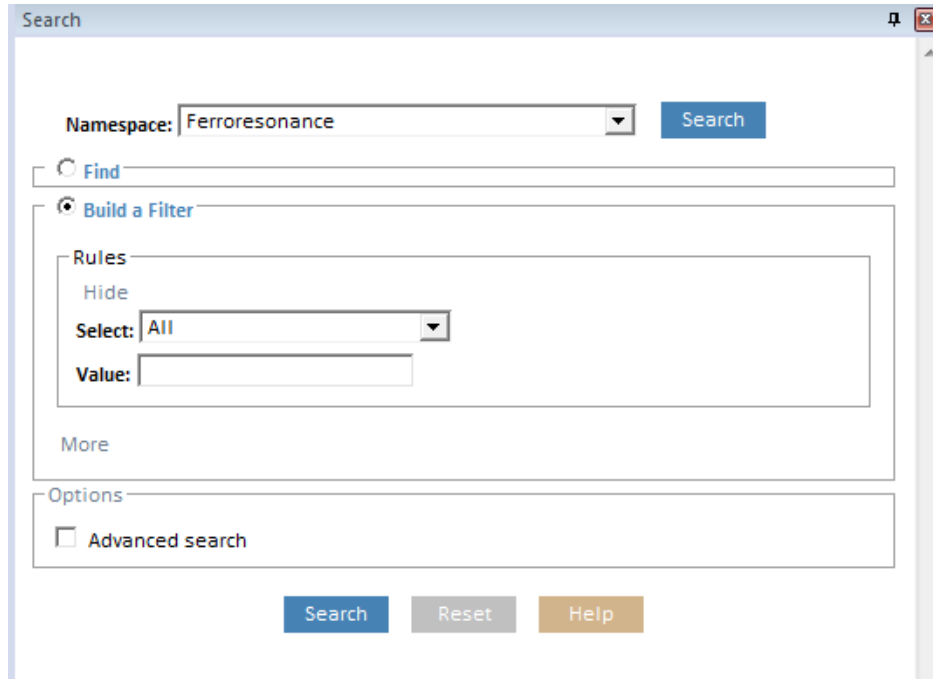 Search
Namespace: Ferroresonance Search
Find
Build a Filter
Rules
Hide
Select: All
Value:
More
Options
Advanced search
Search Reset Help